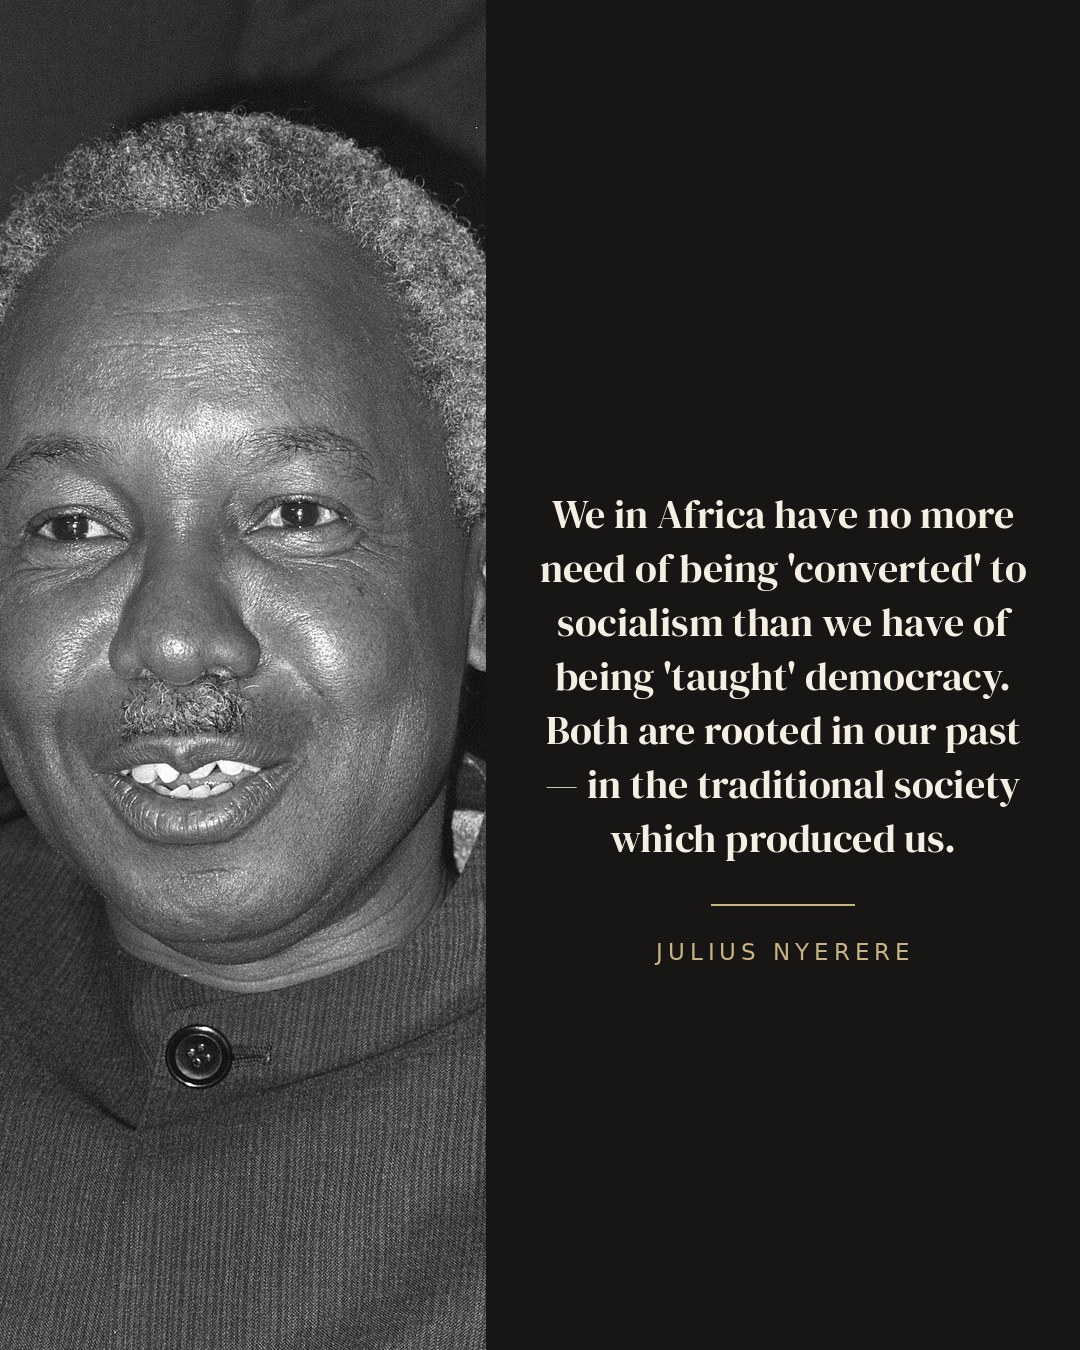 We in Africa have no more
need of being 'converted' to
socialism than we have of
being 'taught' democracy.
Both are rooted in our past
— in the traditional society
which produced us.
JULIUS NYERERE